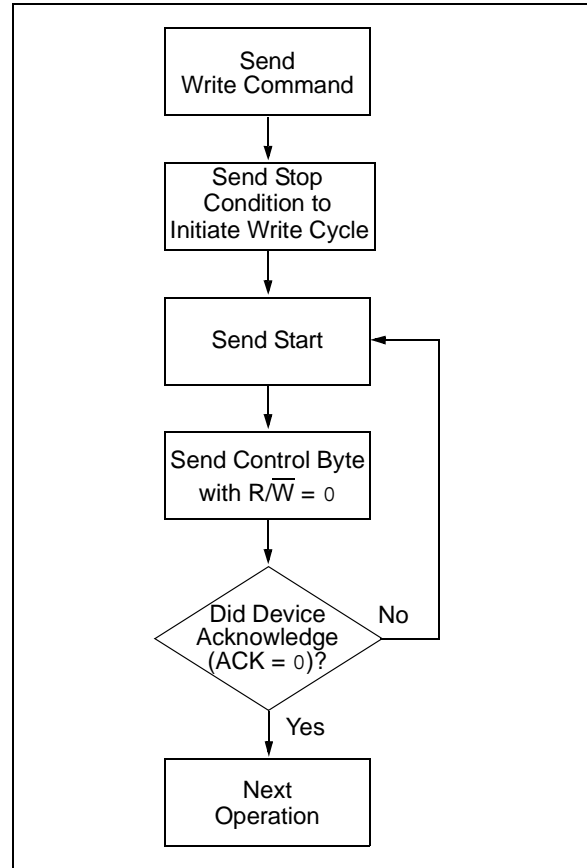 Send
Write Command
Send Stop
Condition to
Initiate Write Cycle
Send Start
Send Control Byte
with R/W̅ = 0
Did Device
Acknowledge
(ACK = 0)?
No
Yes
Next
Operation